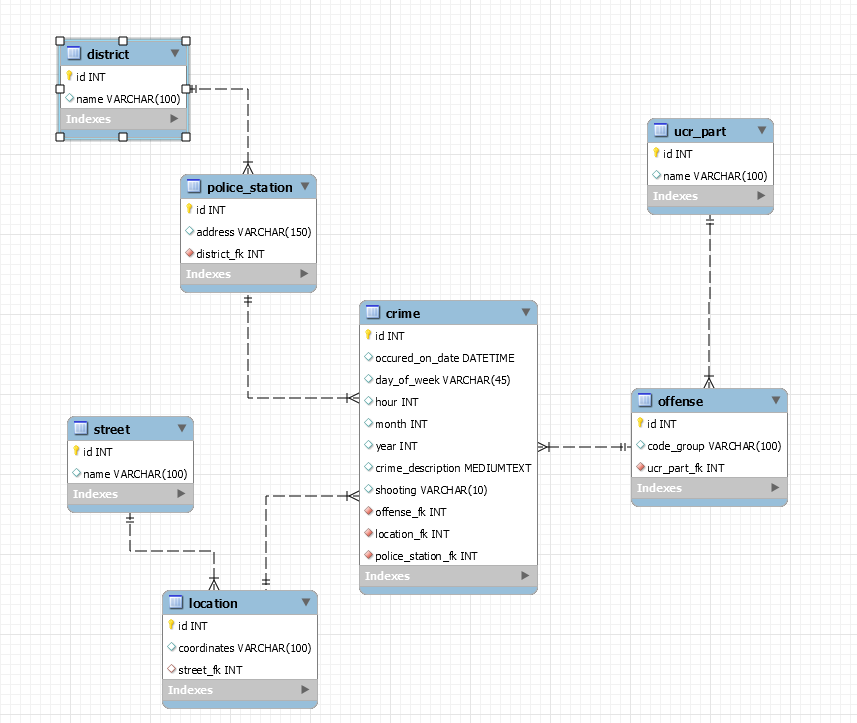 district
id INT
name VARCHAR(100)
Indexes
ucr_part
id INT
name VARCHAR(100)
Indexes
police_station
id INT
address VARCHAR(150)
district_fk INT
Indexes
crime
id INT
occured_on_date DATETIME
day_of_week VARCHAR(45)
hour INT
month INT
year INT
crime_description MEDIUMTEXT
shooting VARCHAR(10)
offense_fk INT
location_fk INT
police_station_fk INT
Indexes
offense
id INT
code_group VARCHAR(100)
ucr_part_fk INT
Indexes
street
id INT
name VARCHAR(100)
Indexes
location
id INT
coordinates VARCHAR(100)
street_fk INT
Indexes